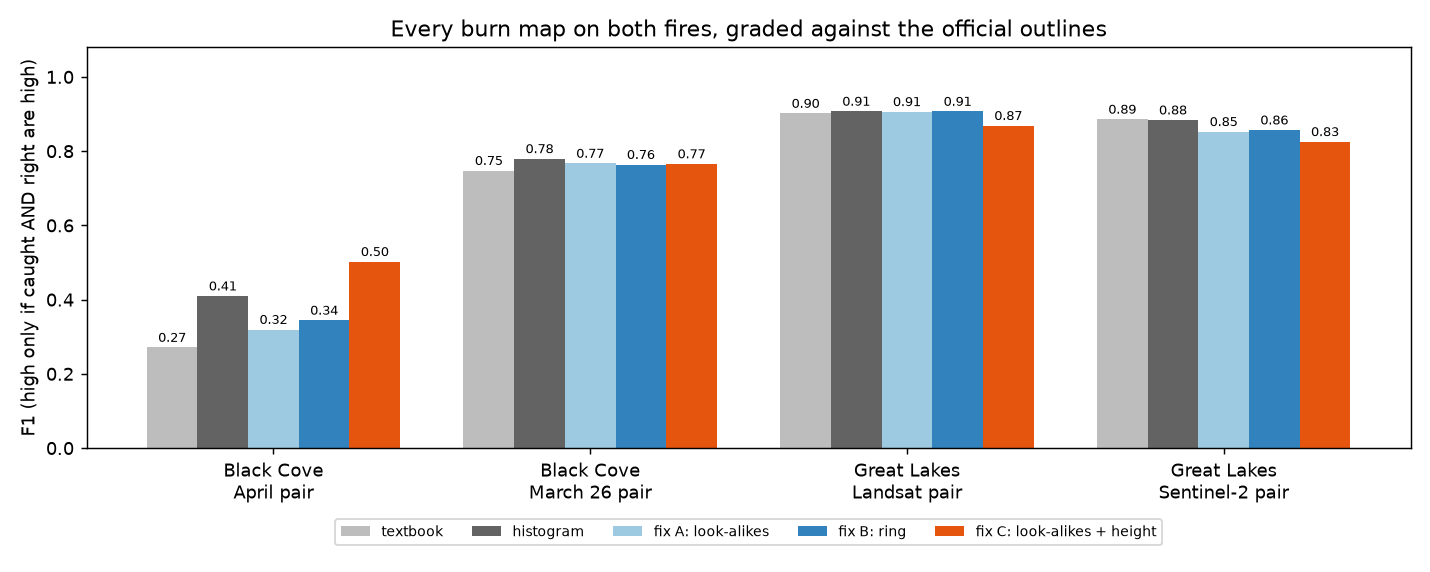 Every burn map on both fires, graded against the official outlines
F1 (high only if caught AND right are high)
1.0
0.8
0.6
0.4
0.2
0.0
0.27
0.41
0.32
0.34
0.50
0.75
0.78
0.77
0.76
0.77
0.90
0.91
0.91
0.91
0.87
0.89
0.88
0.85
0.86
0.83
Black Cove
April pair
Black Cove
March 26 pair
Great Lakes
Landsat pair
Great Lakes
Sentinel-2 pair
textbook
histogram
fix A: look-alikes
fix B: ring
fix C: look-alikes + height